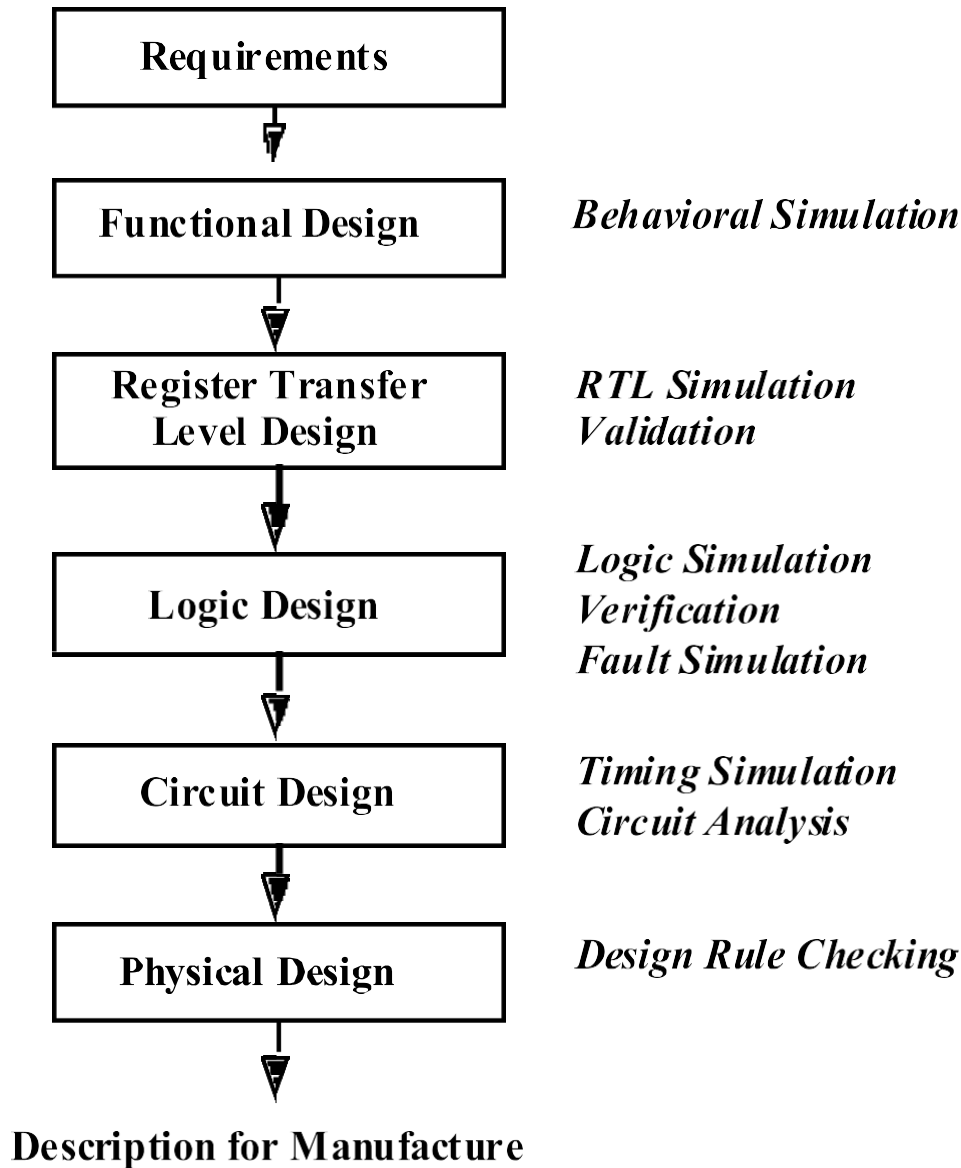 Requirements
Functional Design
Behavioral Simulation
Register Transfer
Level Design
RTL Simulation
Validation
Logic Design
Logic Simulation
Verification
Fault Simulation
Circuit Design
Timing Simulation
Circuit Analysis
Physical Design
Design Rule Checking
Description for Manufacture